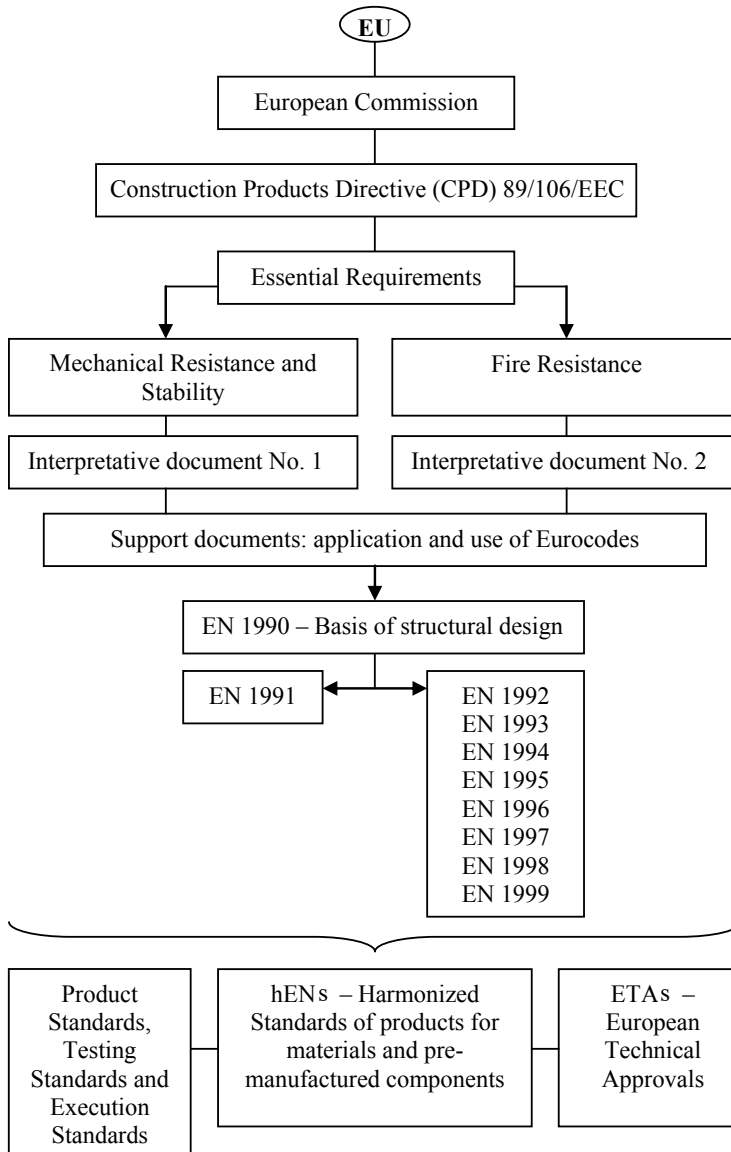 EU
European Commission
Construction Products Directive (CPD) 89/106/EEC
Essential Requirements
Mechanical Resistance and
Stability
Fire Resistance
Interpretative document No. 1
Interpretative document No. 2
Support documents: application and use of Eurocodes
EN 1990 – Basis of structural design
EN 1991
EN 1992
EN 1993
EN 1994
EN 1995
EN 1996
EN 1997
EN 1998
EN 1999
Product
Standards,
Testing
Standards and
Execution
Standards
hENs – Harmonized
Standards of products for
materials and pre-
manufactured components
ETAs –
European
Technical
Approvals